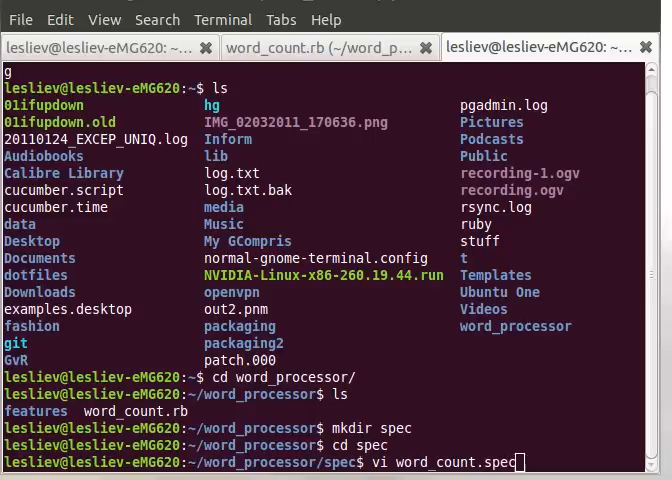 File Edit View Search Terminal Tabs Help
lesliev@lesliev-eMG620: ~... word_count.rb (~/word_p... lesliev@lesliev-eMG620: ~...
g
lesliev@lesliev-eMG620:~$ ls
01ifupdown hg pgadmin.log
01ifupdown.old IMG_02032011_170636.png Pictures
20110124_EXCEP_UNIQ.log Inform Podcasts
Audiobooks lib Public
Calibre Library log.txt recording-1.ogv
cucumber.script log.txt.bak recording.ogv
cucumber.time media rsync.log
data Music ruby
Desktop My GCompris stuff
Documents normal-gnome-terminal.config t
dotfiles NVIDIA-Linux-x86-260.19.44.run Templates
Downloads openvpn Ubuntu One
examples.desktop out2.pnm Videos
fashion packaging word_processor
git packaging2
GvR patch.000
lesliev@lesliev-eMG620:~$ cd word_processor/
lesliev@lesliev-eMG620:~/word_processor$ ls
features word_count.rb
lesliev@lesliev-eMG620:~/word_processor$ mkdir spec
lesliev@lesliev-eMG620:~/word_processor$ cd spec
lesliev@lesliev-eMG620:~/word_processor/spec$ vi word_count.spec